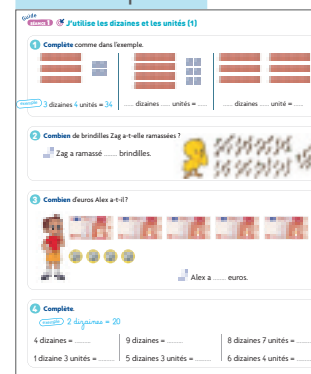 Guide
SÉANCE 1 J'utilise les dizaines et les unités (1)
1 Complète comme dans l'exemple.
exemple 3 dizaines 4 unités = 34
...... dizaines ...... unités = ......
...... dizaines ...... unité = ......
2 Combien de brindilles Zag a-t-elle ramassées ?
Zag a ramassé ...... brindilles.
3 Combien d'euros Alex a-t-il ?
Alex a ...... euros.
4 Complète.
exemple 2 dizaines = 20
4 dizaines = ...... 9 dizaines = ...... 8 dizaines 7 unités = ......
1 dizaine 3 unités = ...... 5 dizaines 3 unités = ...... 6 dizaines 4 unités = ......